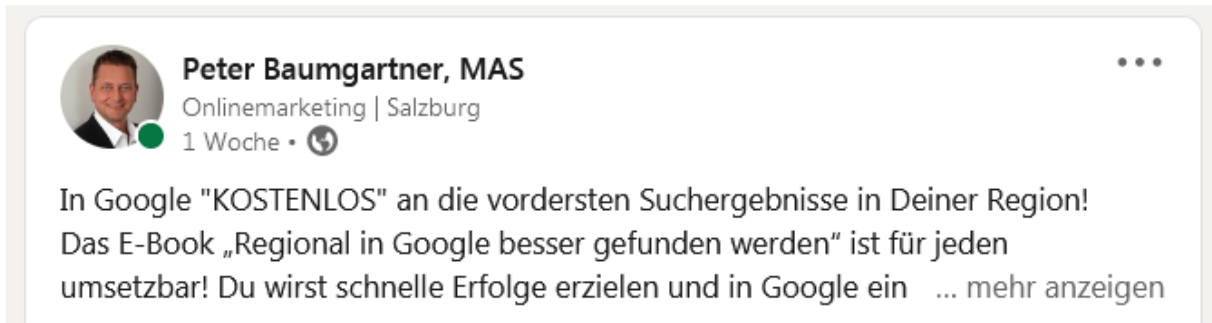 Peter Baumgartner, MAS
Onlinemarketing | Salzburg
1 Woche •
In Google "KOSTENLOS" an die vordersten Suchergebnisse in Deiner Region!
Das E-Book „Regional in Google besser gefunden werden“ ist für jeden
umsetzbar! Du wirst schnelle Erfolge erzielen und in Google ein ... mehr anzeigen